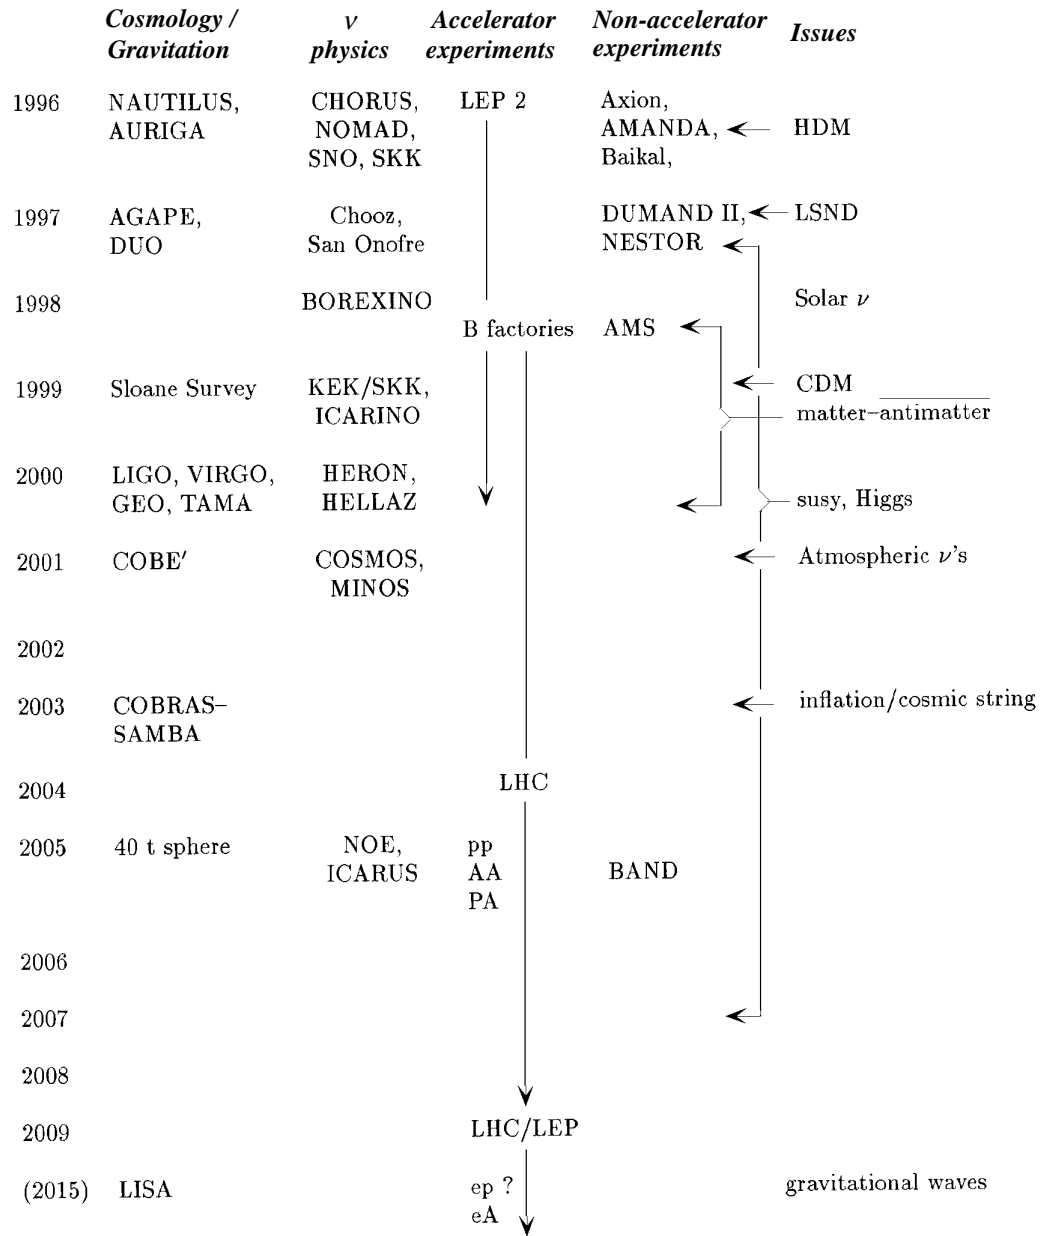 Cosmology / ν Accelerator Non-accelerator Issues
Gravitation physics experiments experiments
1996 NAUTILUS, CHORUS, LEP 2 Axion,
AURIGA NOMAD, AMANDA, HDM
SNO, SKK Baikal,
1997 AGAPE, Chooz, DUMAND II, LSND
DUO San Onofre NESTOR
1998 BOREXINO Solar ν
B factories AMS
1999 Sloane Survey KEK/SKK, CDM
ICARINO matter–antimatter
2000 LIGO, VIRGO, HERON,
GEO, TAMA HELLAZ susy, Higgs
2001 COBE′ COSMOS, Atmospheric ν's
MINOS
2002
2003 COBRAS– inflation/cosmic string
SAMBA
2004 LHC
2005 40 t sphere NOE, pp
ICARUS AA BAND
PA
2006
2007
2008
2009 LHC/LEP
(2015) LISA ep ? gravitational waves
eA